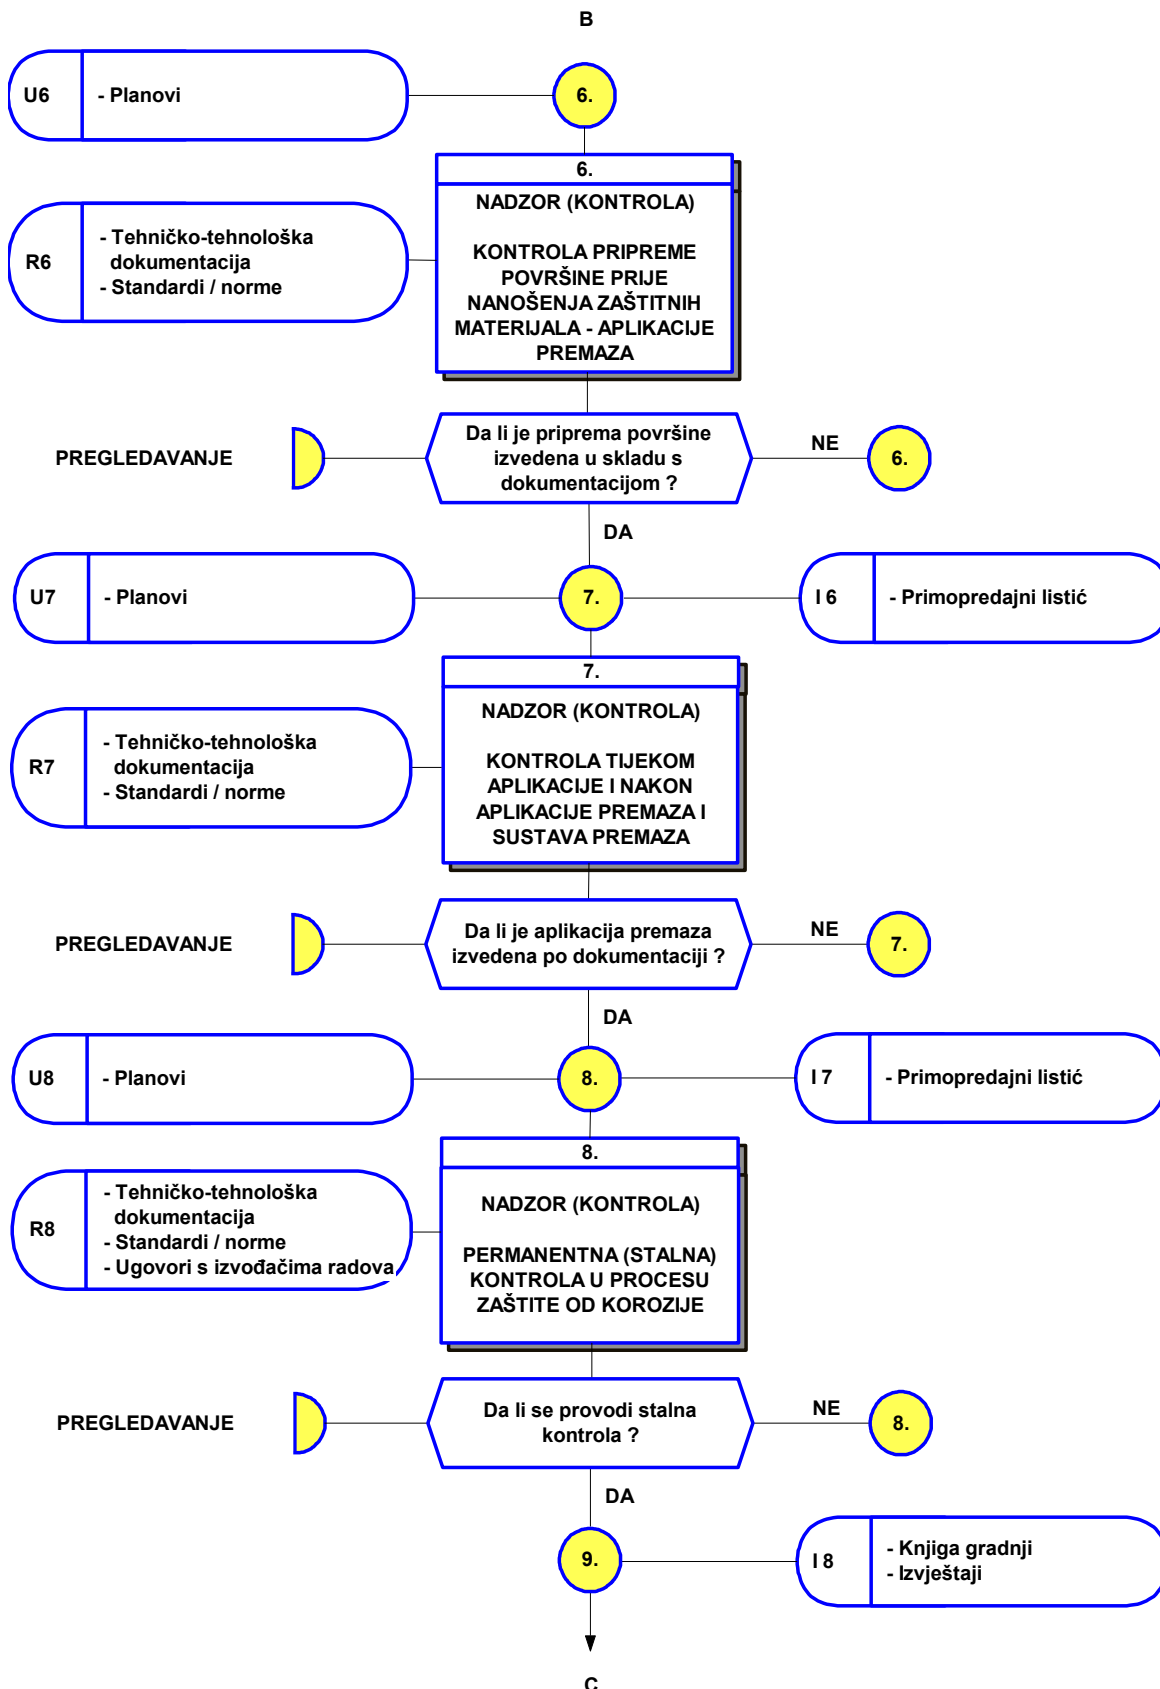 B
U6
- Planovi
6.
6.
NADZOR (KONTROLA)
KONTROLA PRIPREME
POVRŠINE PRIJE
NANOŠENJA ZAŠTITNIH
MATERIJALA - APLIKACIJE
PREMAZA
R6
- Tehničko-tehnološka
dokumentacija
- Standardi / norme
PREGLEDAVANJE
Da li je priprema površine
izvedena u skladu s
dokumentacijom ?
NE
6.
DA
U7
- Planovi
7.
I 6
- Primopredajni listić
7.
NADZOR (KONTROLA)
KONTROLA TIJEKOM
APLIKACIJE I NAKON
APLIKACIJE PREMAZA I
SUSTAVA PREMAZA
R7
- Tehničko-tehnološka
dokumentacija
- Standardi / norme
PREGLEDAVANJE
Da li je aplikacija premaza
izvedena po dokumentaciji ?
NE
7.
DA
U8
- Planovi
8.
I 7
- Primopredajni listić
8.
NADZOR (KONTROLA)
PERMANENTNA (STALNA)
KONTROLA U PROCESU
ZAŠTITE OD KOROZIJE
R8
- Tehničko-tehnološka
dokumentacija
- Standardi / norme
- Ugovori s izvođačima radova
PREGLEDAVANJE
Da li se provodi stalna
kontrola ?
NE
8.
DA
9.
I 8
- Knjiga gradnji
- Izvještaji
C